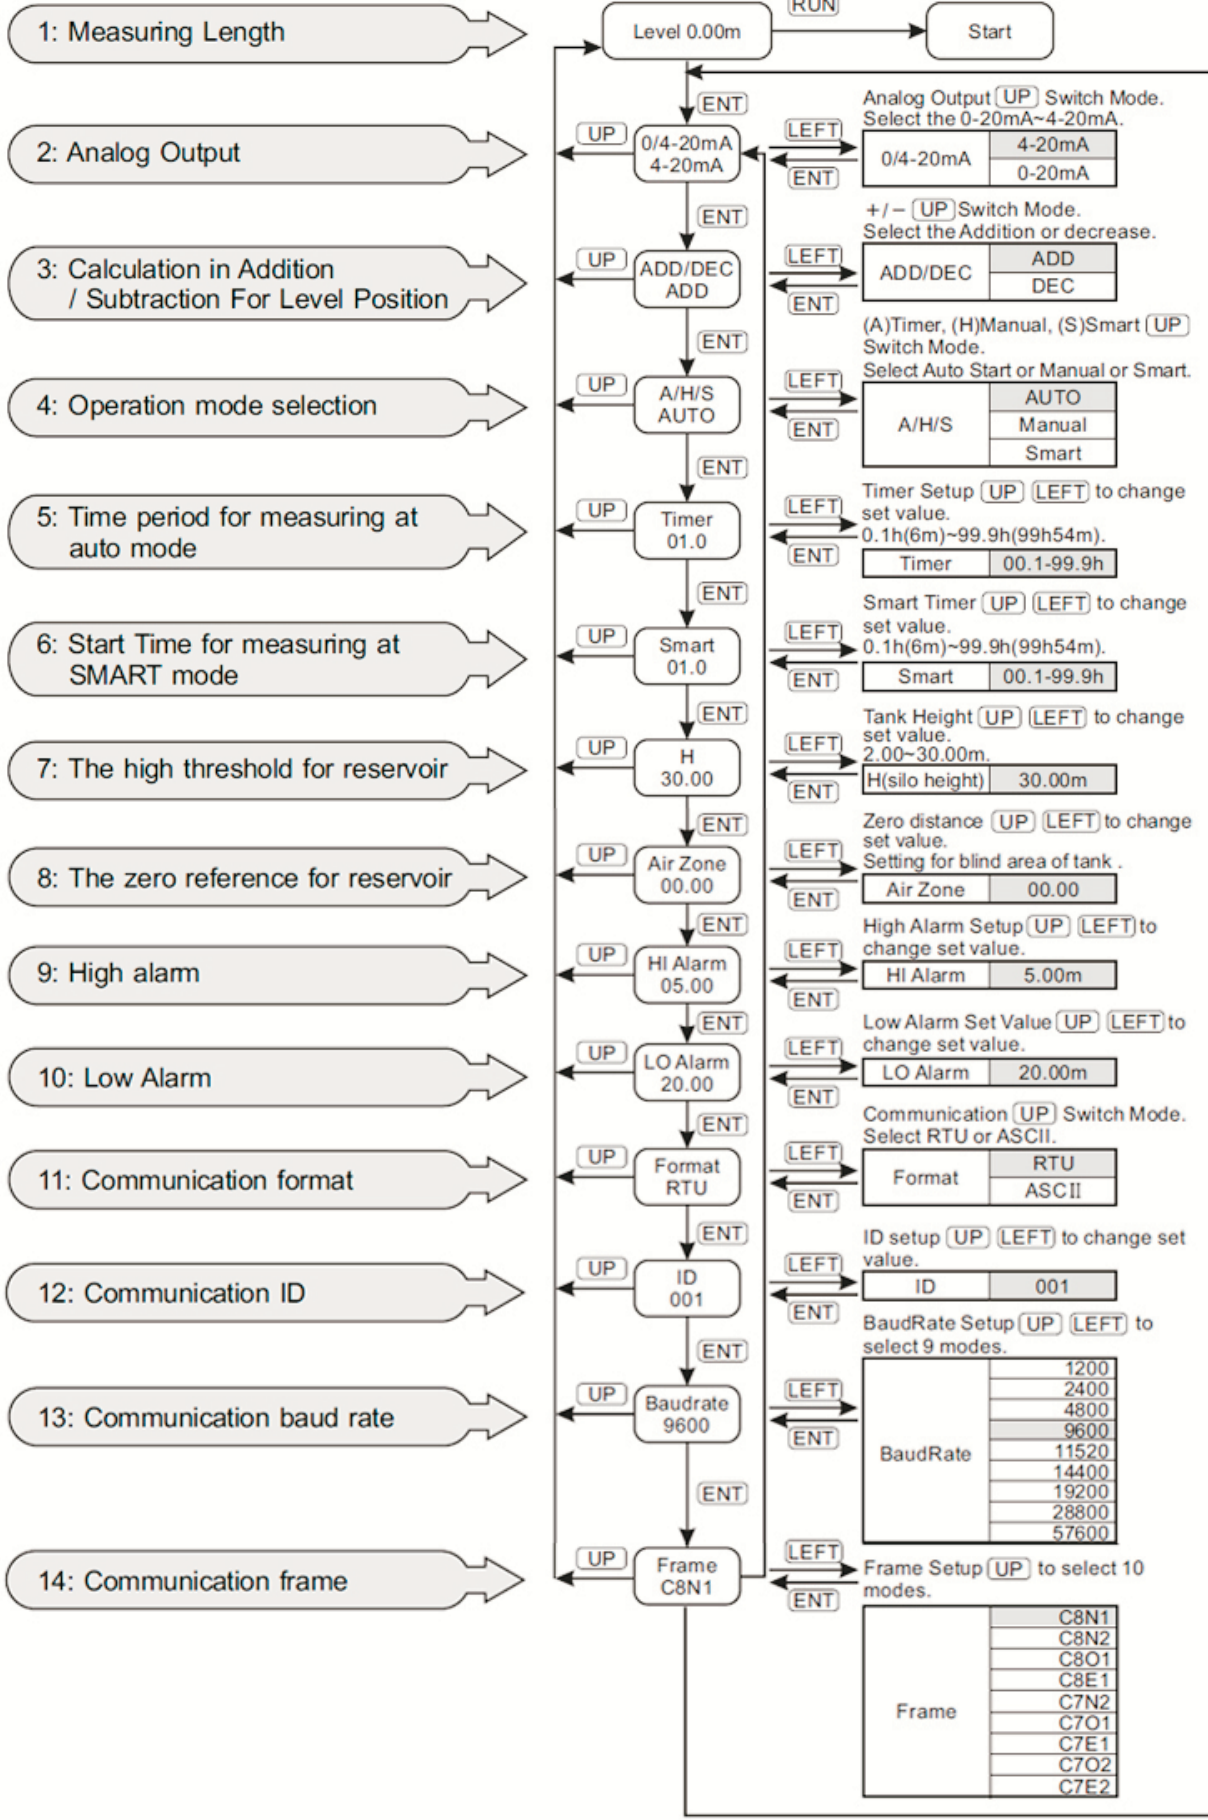 RUN
1: Measuring Length
Level 0.00m
Start
ENT
Analog Output UP Switch Mode.
Select the 0-20mA~4-20mA.
2: Analog Output
UP
0/4-20mA
4-20mA
LEFT
ENT
0/4-20mA
4-20mA
0-20mA
ENT
+/− UP Switch Mode.
Select the Addition or decrease.
3: Calculation in Addition
/ Subtraction For Level Position
UP
ADD/DEC
ADD
LEFT
ENT
ADD/DEC
ADD
DEC
ENT
(A)Timer, (H)Manual, (S)Smart UP
Switch Mode.
Select Auto Start or Manual or Smart.
4: Operation mode selection
UP
A/H/S
AUTO
LEFT
ENT
A/H/S
AUTO
Manual
Smart
ENT
Timer Setup UP LEFT to change
set value.
0.1h(6m)~99.9h(99h54m).
5: Time period for measuring at
auto mode
UP
Timer
01.0
LEFT
ENT
Timer
00.1-99.9h
ENT
Smart Timer UP LEFT to change
set value.
0.1h(6m)~99.9h(99h54m).
6: Start Time for measuring at
SMART mode
UP
Smart
01.0
LEFT
ENT
Smart
00.1-99.9h
ENT
Tank Height UP LEFT to change
set value.
2.00~30.00m.
7: The high threshold for reservoir
UP
H
30.00
LEFT
ENT
H(silo height)
30.00m
ENT
Zero distance UP LEFT to change
set value.
Setting for blind area of tank .
8: The zero reference for reservoir
UP
Air Zone
00.00
LEFT
ENT
Air Zone
00.00
ENT
High Alarm Setup UP LEFT to
change set value.
9: High alarm
UP
HI Alarm
05.00
LEFT
ENT
HI Alarm
5.00m
ENT
Low Alarm Set Value UP LEFT to
change set value.
10: Low Alarm
UP
LO Alarm
20.00
LEFT
ENT
LO Alarm
20.00m
ENT
Communication UP Switch Mode.
Select RTU or ASCII.
11: Communication format
UP
Format
RTU
LEFT
ENT
Format
RTU
ASCII
ENT
ID setup UP LEFT to change set
value.
12: Communication ID
UP
ID
001
LEFT
ENT
ID
001
ENT
BaudRate Setup UP LEFT to
select 9 modes.
13: Communication baud rate
UP
Baudrate
9600
LEFT
ENT
BaudRate
1200
2400
4800
9600
11520
14400
19200
28800
57600
ENT
14: Communication frame
UP
Frame
C8N1
LEFT
ENT
Frame Setup UP to select 10
modes.
Frame
C8N1
C8N2
C8O1
C8E1
C7N2
C7O1
C7E1
C7O2
C7E2